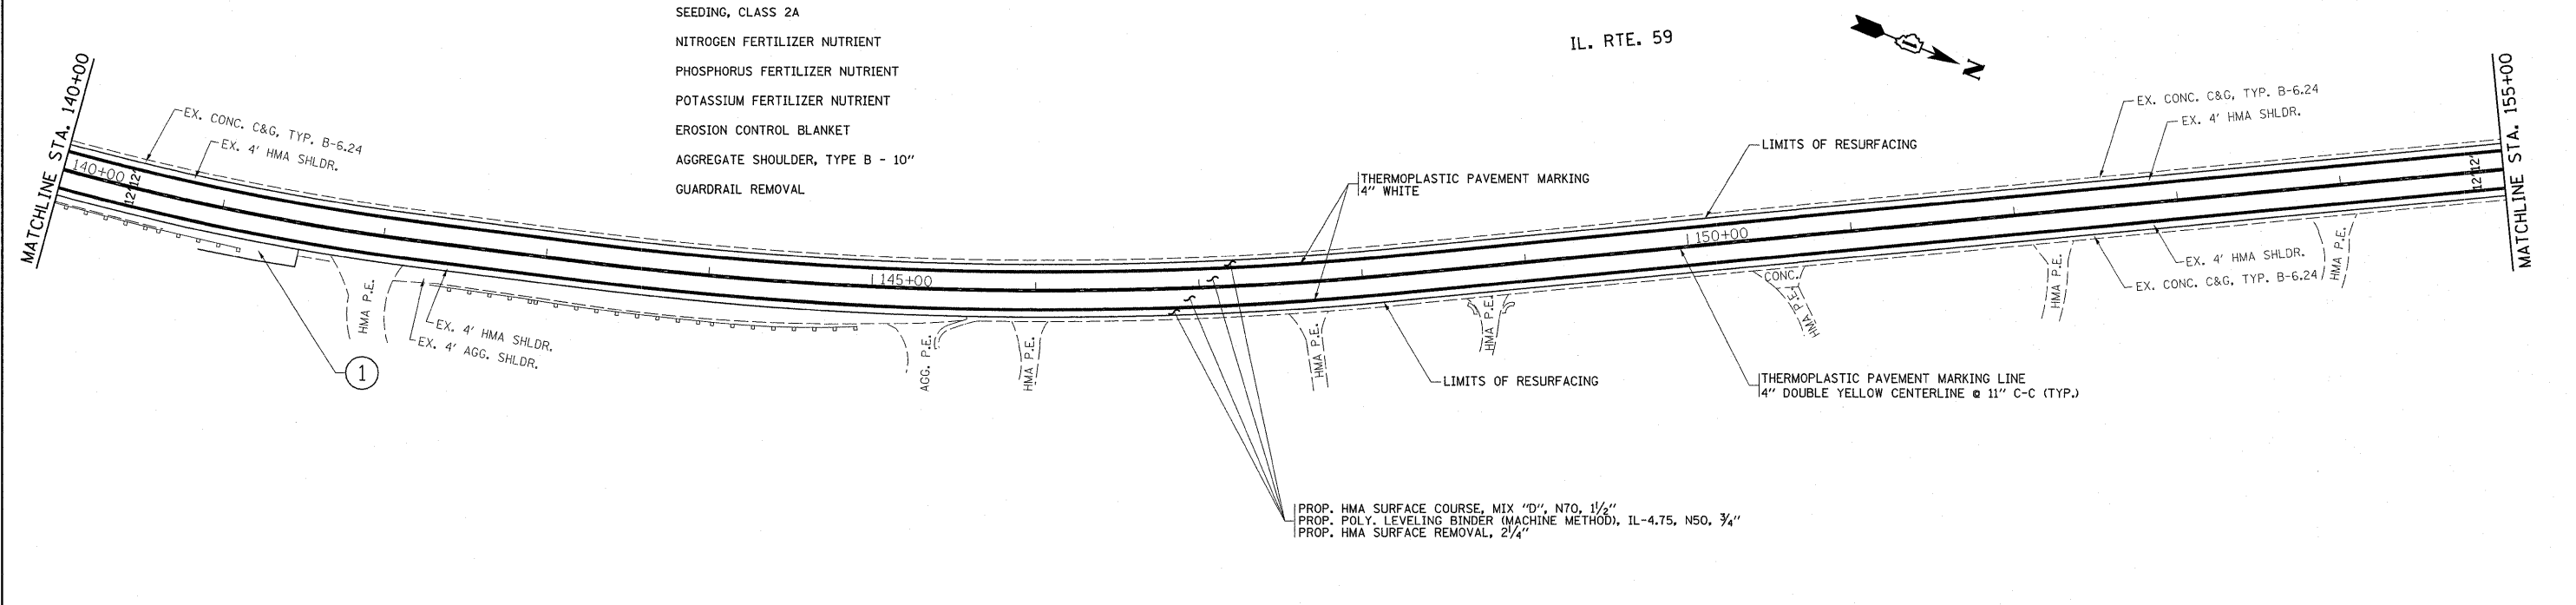 SEEDING, CLASS 2A
NITROGEN FERTILIZER NUTRIENT
PHOSPHORUS FERTILIZER NUTRIENT
POTASSIUM FERTILIZER NUTRIENT
EROSION CONTROL BLANKET
AGGREGATE SHOULDER, TYPE B - 10"
GUARDRAIL REMOVAL
IL. RTE. 59
N
MATCHLINE STA. 140+00
EX. CONC. C&G, TYP. B-6.24
EX. 4' HMA SHLDR.
140+00
12'
12'
THERMOPLASTIC PAVEMENT MARKING
4" WHITE
LIMITS OF RESURFACING
EX. CONC. C&G, TYP. B-6.24
EX. 4' HMA SHLDR.
MATCHLINE STA. 155+00
12'
12'
145+00
150+00
HMA P.E.
EX. 4' HMA SHLDR.
EX. 4' AGG. SHLDR.
1
AGG. P.E.
HMA P.E.
HMA P.E.
HMA P.E.
CONC.
HMA P.E.
HMA P.E.
EX. 4' HMA SHLDR.
EX. CONC. C&G, TYP. B-6.24
HMA P.E.
LIMITS OF RESURFACING
THERMOPLASTIC PAVEMENT MARKING LINE
4" DOUBLE YELLOW CENTERLINE @ 11" C-C (TYP.)
PROP. HMA SURFACE COURSE, MIX "D", N70, 1½"
PROP. POLY. LEVELING BINDER (MACHINE METHOD), IL-4.75, N50, ¾"
PROP. HMA SURFACE REMOVAL, 2¼"